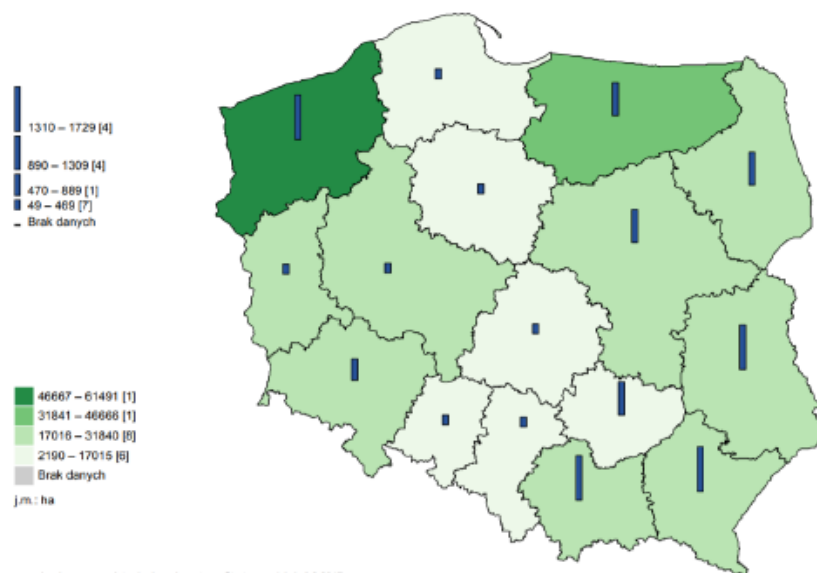 1310 – 1729 [4]
890 – 1309 [4]
470 – 889 [1]
49 – 469 [7]
Brak danych
46667 – 61491 [1]
31841 – 46666 [1]
17016 – 31840 [8]
2190 – 17015 [6]
Brak danych
j.m.: ha